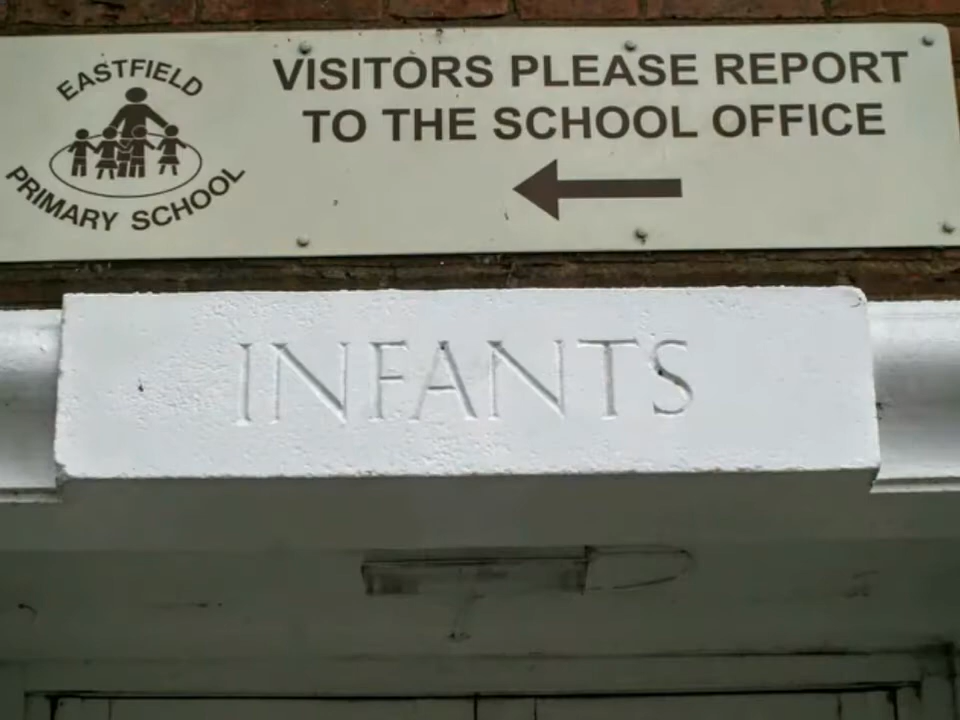 EASTFIELD
PRIMARY SCHOOL
VISITORS PLEASE REPORT
TO THE SCHOOL OFFICE
INFANTS